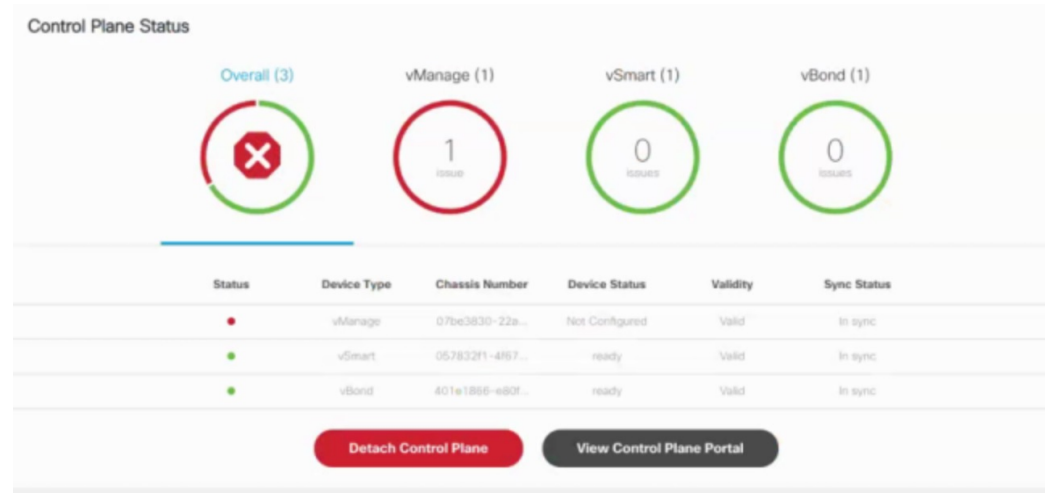 Control Plane Status
Overall (3) vManage (1) vSmart (1) vBond (1)
1 0 0
issue issues issues
Status Device Type Chassis Number Device Status Validity Sync Status
vManage 07be3830-22a... Not Configured Valid In sync
vSmart 057832f1-4f67... ready Valid In sync
vBond 401e1866-e80f... ready Valid In sync
Detach Control Plane View Control Plane Portal